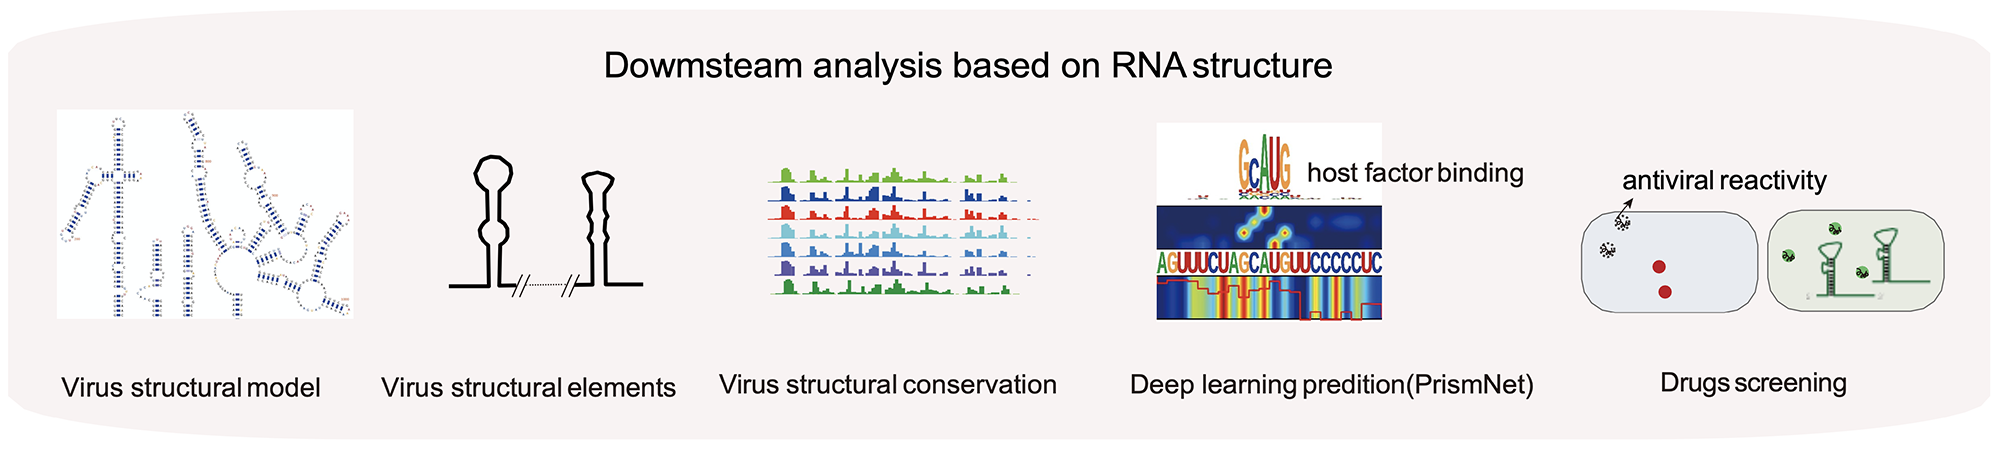 Dowmsteam analysis based on RNA structure
GCAUG
host factor binding
antiviral reactivity
AGUUUCUAGCAUGUUCCCCCUC
Virus structural model
Virus structural elements
Virus structural conservation
Deep learning predition(PrismNet)
Drugs screening